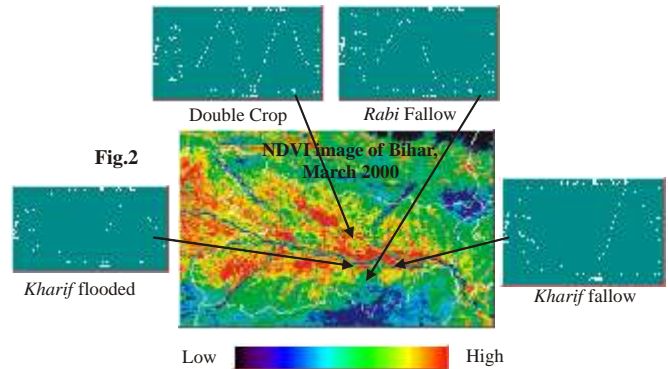 Double Crop
Rabi Fallow
Fig.2
NDVI image of Bihar,
March 2000
Kharif flooded
Kharif fallow
Low
High